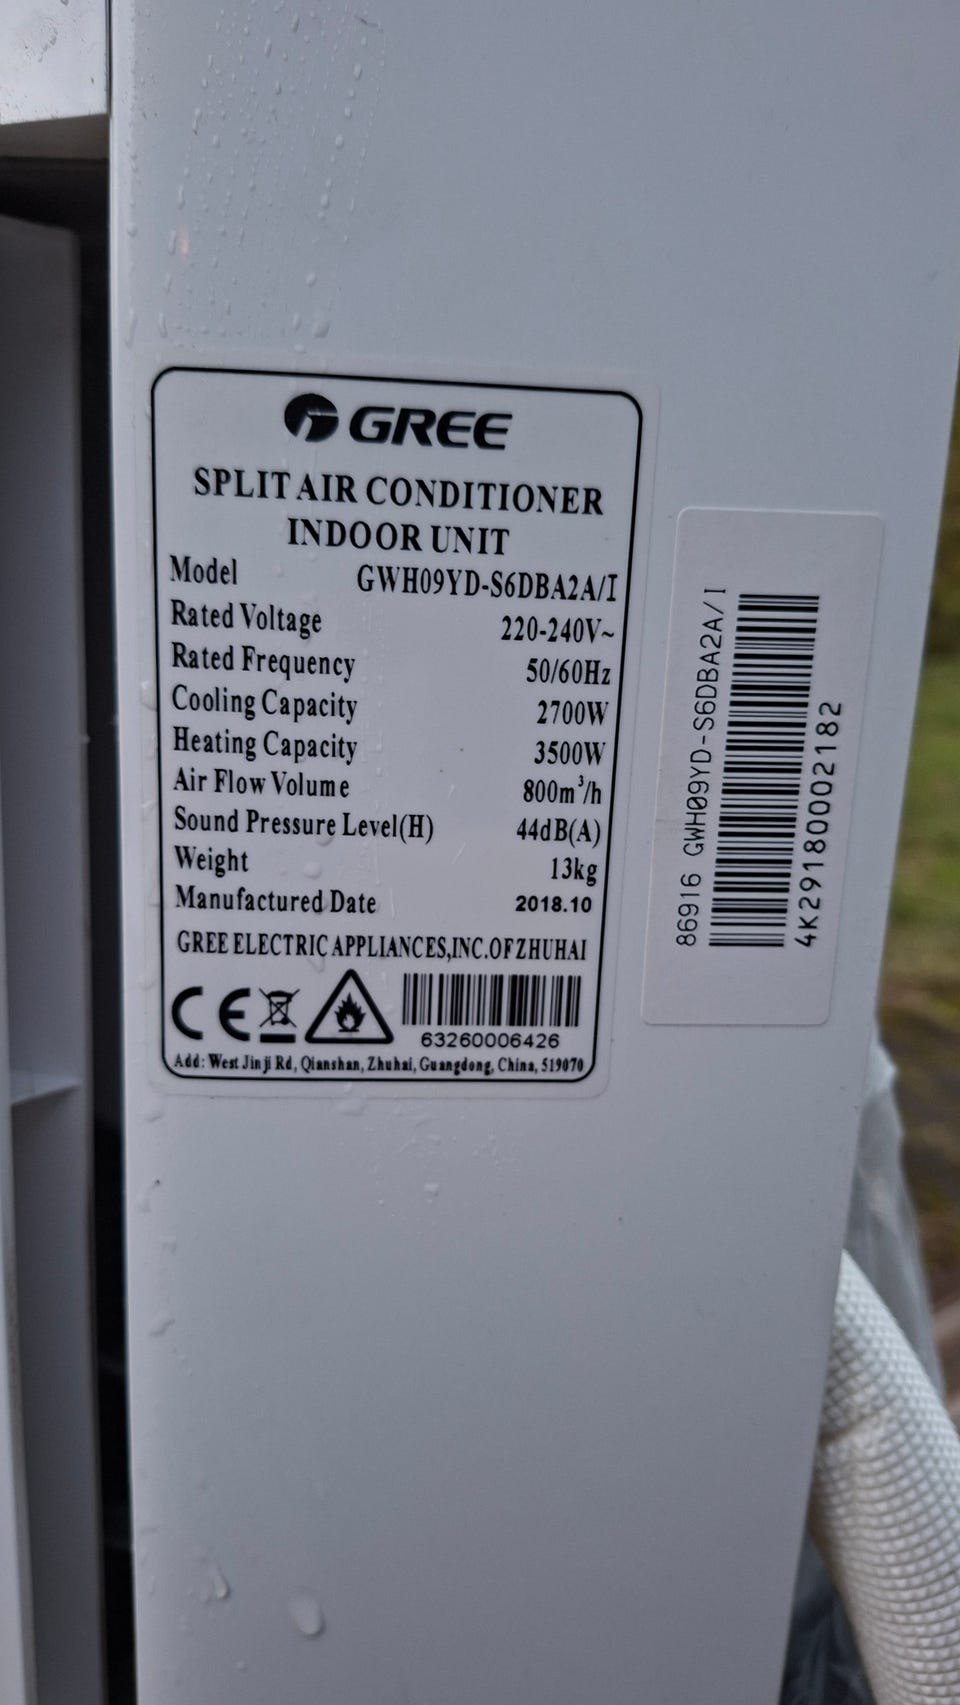 GREE
SPLIT AIR CONDITIONER
INDOOR UNIT
Model GWH09YD-S6DBA2A/I
Rated Voltage 220-240V~
Rated Frequency 50/60Hz
Cooling Capacity 2700W
Heating Capacity 3500W
Air Flow Volume 800m³/h
Sound Pressure Level(H) 44dB(A)
Weight 13kg
Manufactured Date 2018.10
GREE ELECTRIC APPLIANCES,INC.OF ZHUHAI
CE
63260006426
Add: West Jinji Rd, Qianshan, Zhuhai, Guangdong, China, 519070
86916 GWH09YD-S6DBA2A/I
4K29180002182